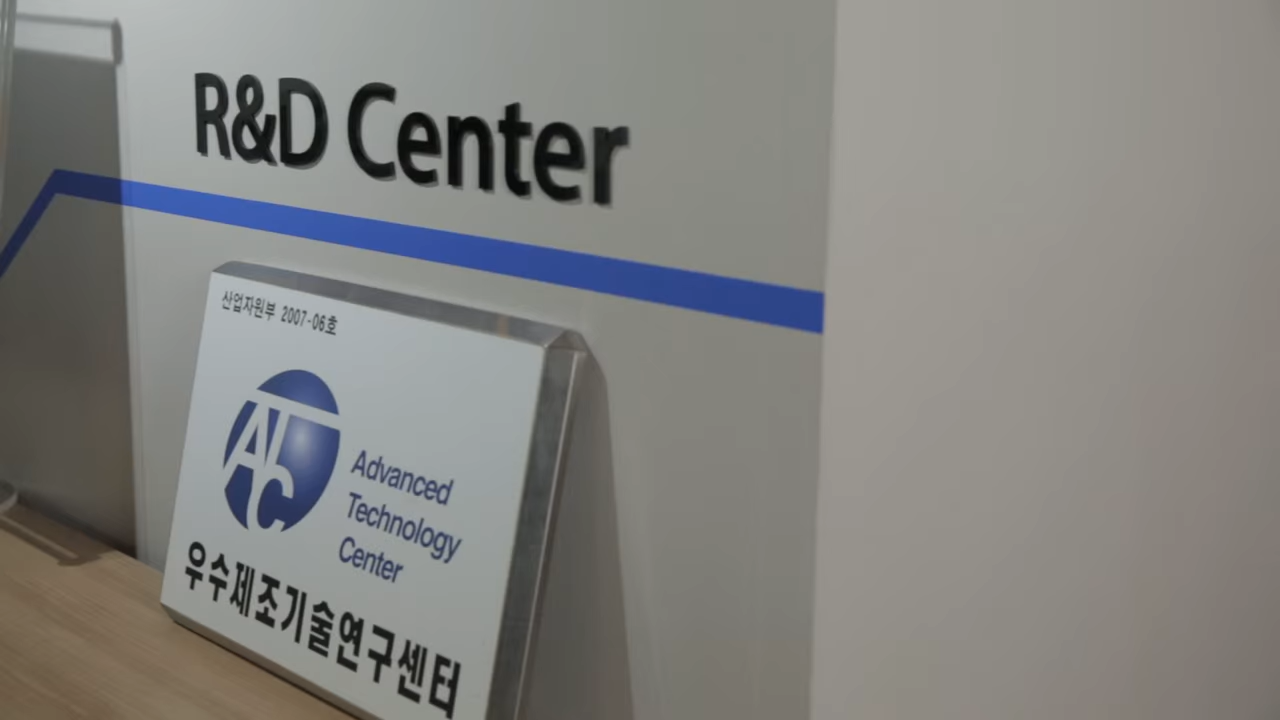 R&D Center
산업자원부 2007-06호
ATC
Advanced
Technology
Center
우수제조기술연구센터